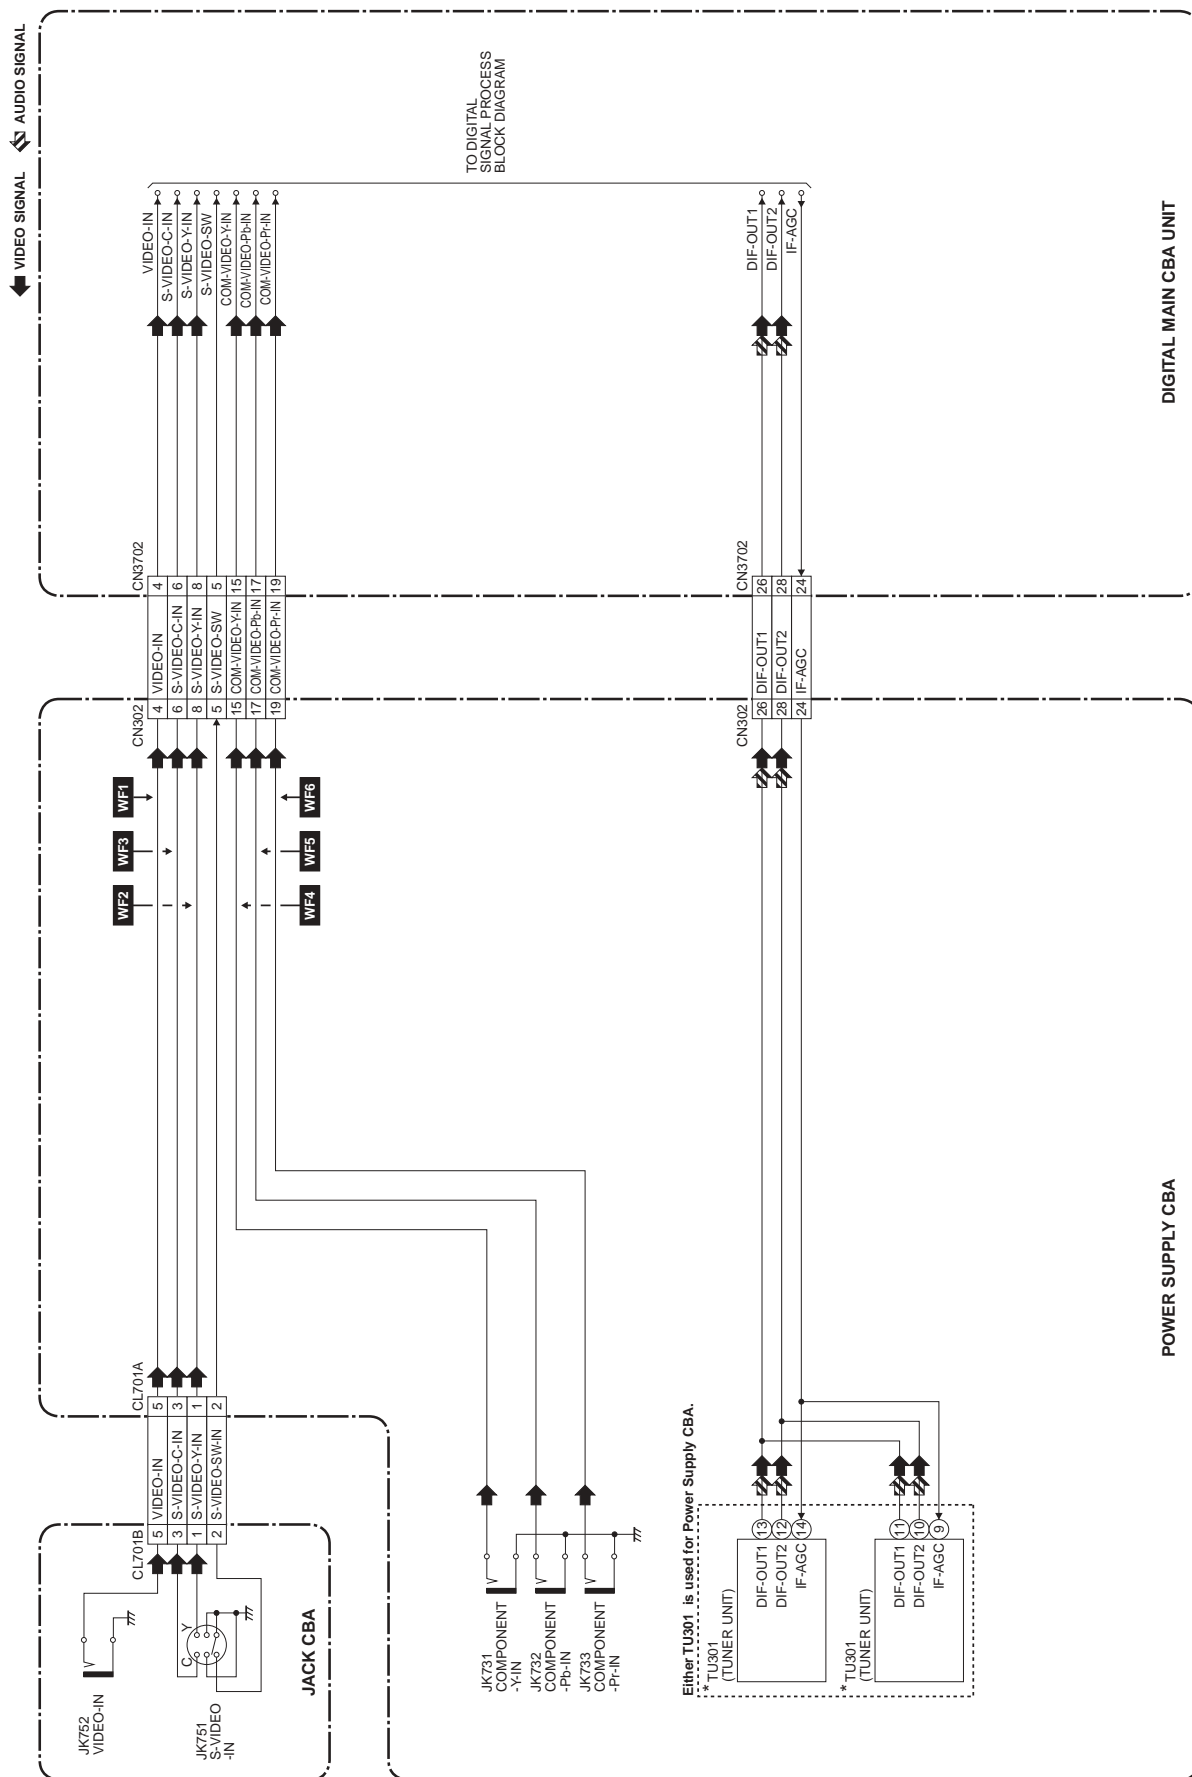 VIDEO SIGNAL
AUDIO SIGNAL
JK752
VIDEO-IN
JK751
S-VIDEO
-IN
C
Y
JACK CBA
CL701B
5
3
1
2
VIDEO-IN
S-VIDEO-C-IN
S-VIDEO-Y-IN
S-VIDEO-SW-IN
CL701A
5
3
1
2
WF2
WF3
WF1
WF4
WF5
WF6
CN302
4
6
8
5
15
17
19
VIDEO-IN
S-VIDEO-C-IN
S-VIDEO-Y-IN
S-VIDEO-SW
COM-VIDEO-Y-IN
COM-VIDEO-Pb-IN
COM-VIDEO-Pr-IN
CN3702
4
6
8
5
15
17
19
VIDEO-IN
S-VIDEO-C-IN
S-VIDEO-Y-IN
S-VIDEO-SW
COM-VIDEO-Y-IN
COM-VIDEO-Pb-IN
COM-VIDEO-Pr-IN
TO DIGITAL
SIGNAL PROCESS
BLOCK DIAGRAM
JK731
COMPONENT
-Y-IN
JK732
COMPONENT
-Pb-IN
JK733
COMPONENT
-Pr-IN
Either TU301 is used for Power Supply CBA.
* TU301
(TUNER UNIT)
DIF-OUT1
DIF-OUT2
IF-AGC
13
12
14
* TU301
(TUNER UNIT)
DIF-OUT1
DIF-OUT2
IF-AGC
11
10
9
CN302
26
28
24
DIF-OUT1
DIF-OUT2
IF-AGC
CN3702
26
28
24
DIF-OUT1
DIF-OUT2
IF-AGC
POWER SUPPLY CBA
DIGITAL MAIN CBA UNIT